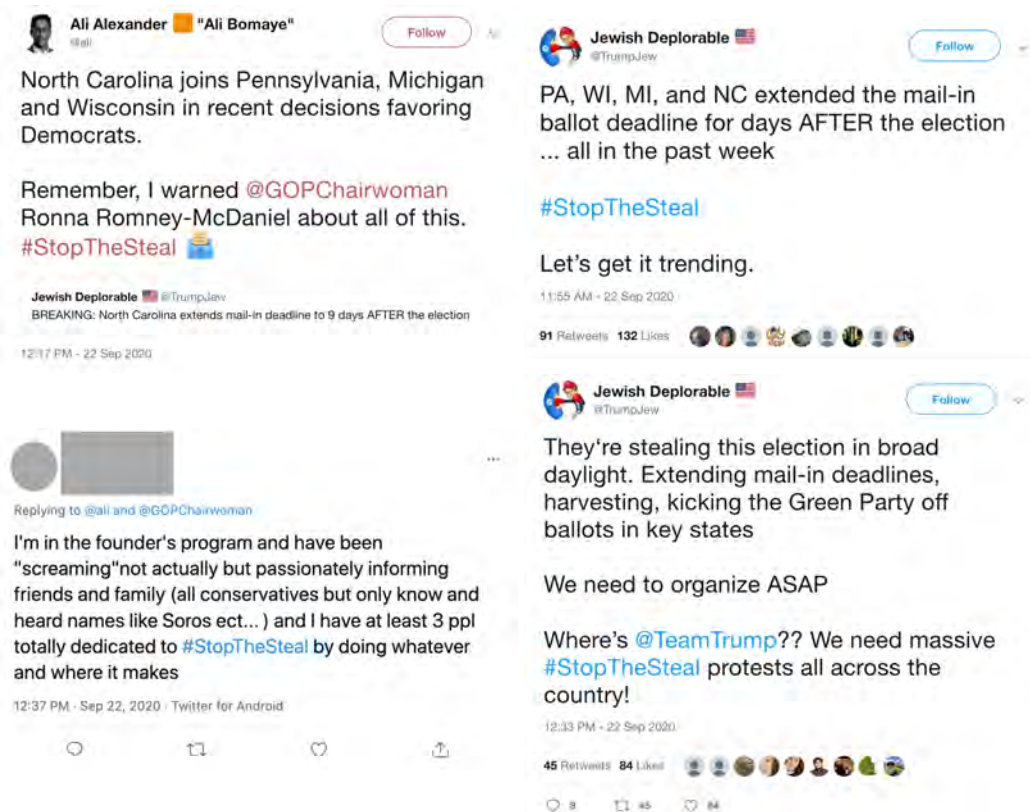 Ali Alexander "Ali Bomaye"
@ali
Follow
North Carolina joins Pennsylvania, Michigan
and Wisconsin in recent decisions favoring
Democrats.
Remember, I warned @GOPChairwoman
Ronna Romney-McDaniel about all of this.
#StopTheSteal
Jewish Deplorable @TrumpJew
BREAKING: North Carolina extends mail-in deadline to 9 days AFTER the election
12:17 PM - 22 Sep 2020
Replying to @ali and @GOPChairwoman
I'm in the founder's program and have been
"screaming"not actually but passionately informing
friends and family (all conservatives but only know and
heard names like Soros ect... ) and I have at least 3 ppl
totally dedicated to #StopTheSteal by doing whatever
and where it makes
12:37 PM · Sep 22, 2020 · Twitter for Android
Jewish Deplorable
@TrumpJew
Follow
PA, WI, MI, and NC extended the mail-in
ballot deadline for days AFTER the election
... all in the past week
#StopTheSteal
Let's get it trending.
11:55 AM - 22 Sep 2020
91 Retweets 132 Likes
Jewish Deplorable
@TrumpJew
Follow
They're stealing this election in broad
daylight. Extending mail-in deadlines,
harvesting, kicking the Green Party off
ballots in key states
We need to organize ASAP
Where's @TeamTrump?? We need massive
#StopTheSteal protests all across the
country!
12:33 PM - 22 Sep 2020
45 Retweets 84 Likes
9 45 84